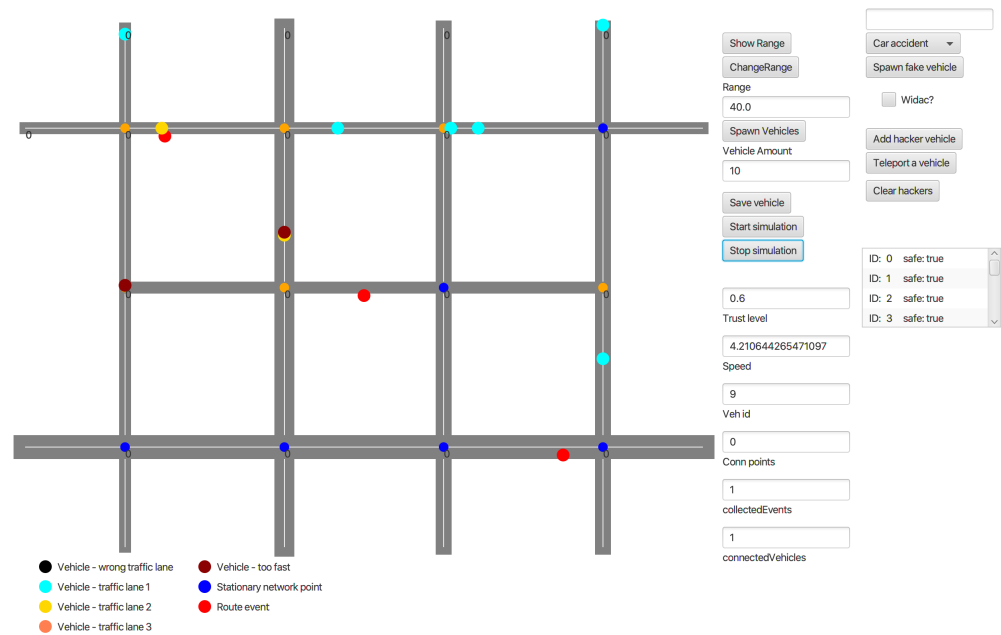 0 0 0 0
0 0 0 0 0
0 0 0 0
0 0 0 0
Vehicle - wrong traffic lane
Vehicle - traffic lane 1
Vehicle - traffic lane 2
Vehicle - traffic lane 3
Vehicle - too fast
Stationary network point
Route event
Show Range
ChangeRange
Range
40.0
Spawn Vehicles
Vehicle Amount
10
Save vehicle
Start simulation
Stop simulation
0.6
Trust level
4.210644265471097
Speed
9
Veh id
0
Conn points
1
collectedEvents
1
connectedVehicles
Car accident
Spawn fake vehicle
Widac?
Add hacker vehicle
Teleport a vehicle
Clear hackers
ID: 0 safe: true
ID: 1 safe: true
ID: 2 safe: true
ID: 3 safe: true